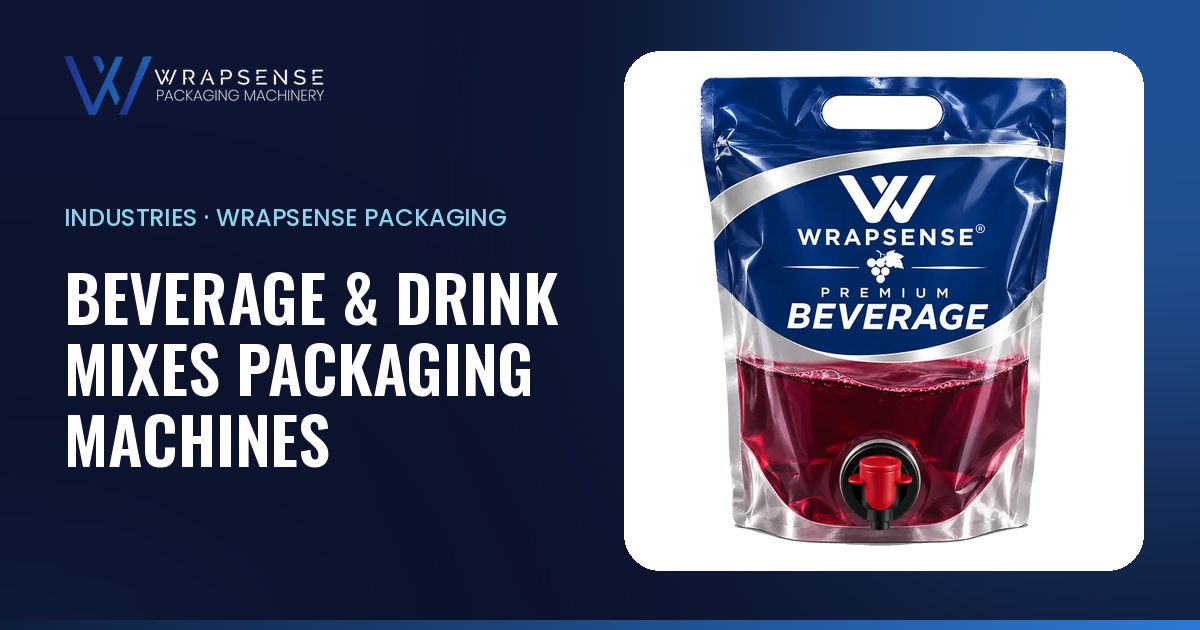 WRAPSENSE
PACKAGING MACHINERY
INDUSTRIES · WRAPSENSE PACKAGING
BEVERAGE & DRINK
MIXES PACKAGING
MACHINES
WRAPSENSE®
PREMIUM
BEVERAGE